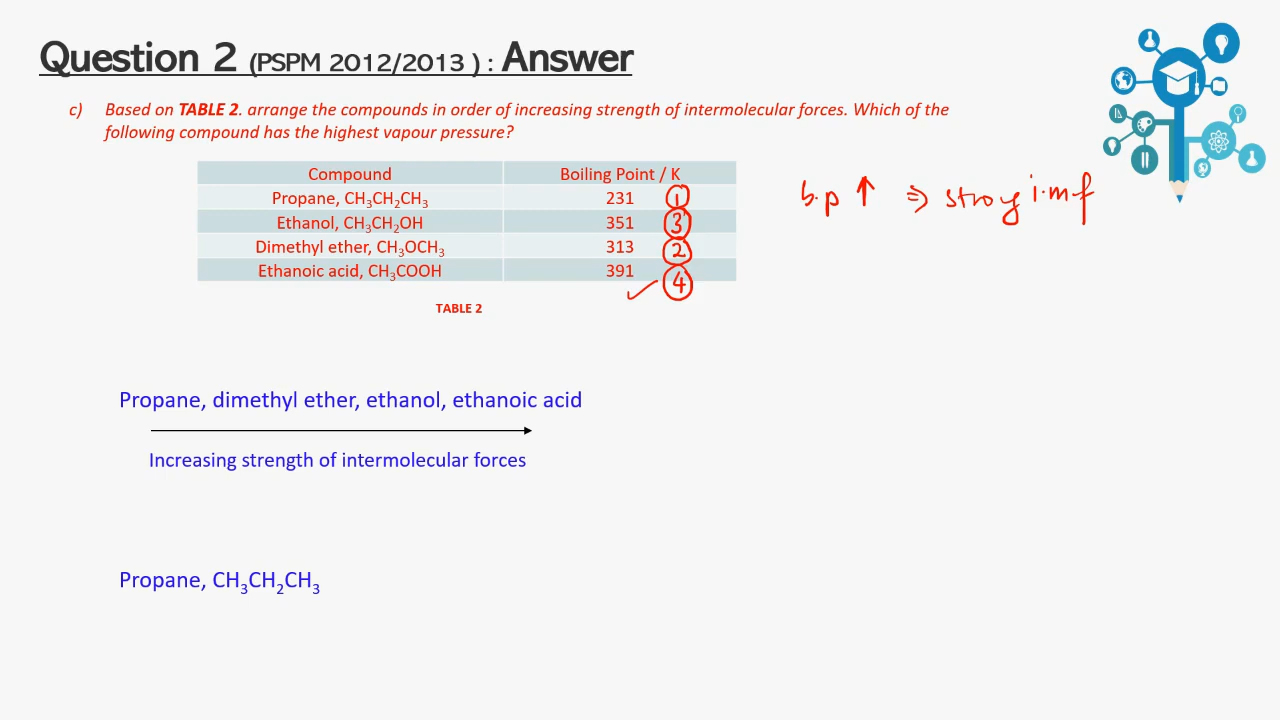 Question 2 (PSPM 2012/2013 ) : Answer
c) Based on TABLE 2. arrange the compounds in order of increasing strength of intermolecular forces. Which of the
following compound has the highest vapour pressure?
Compound Boiling Point / K
Propane, CH₃CH₂CH₃ 231 1
Ethanol, CH₃CH₂OH 351 3
Dimethyl ether, CH₃OCH₃ 313 2
Ethanoic acid, CH₃COOH 391 4
TABLE 2
b.p ↑ ⇒ strong i.m.f
Propane, dimethyl ether, ethanol, ethanoic acid
Increasing strength of intermolecular forces
Propane, CH₃CH₂CH₃